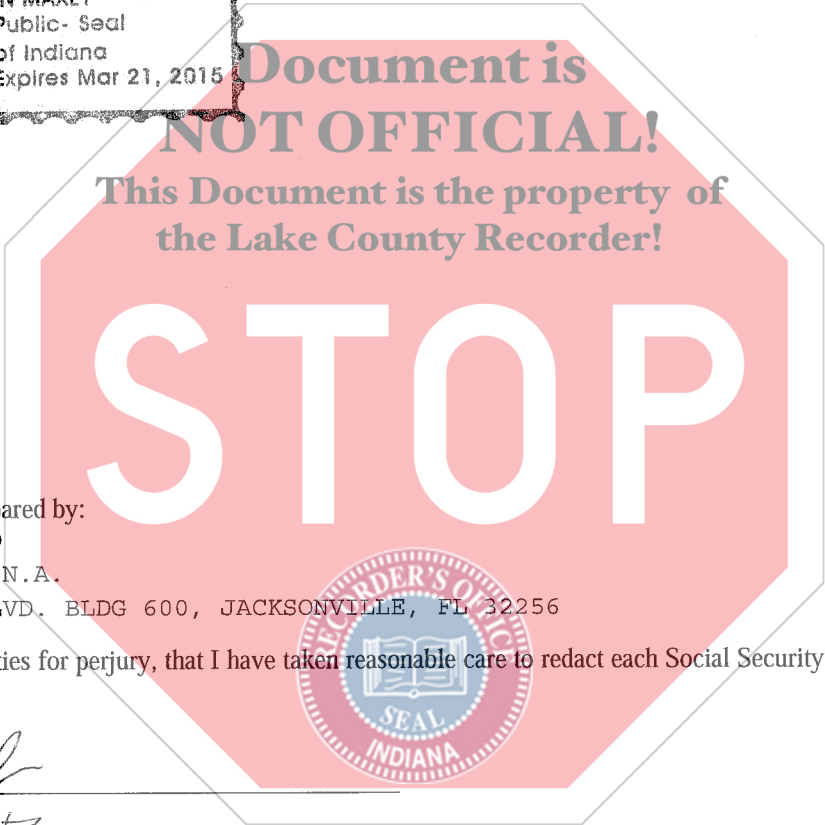 Public- Seal
of Indiana
Expires Mar 21, 2015
Document is
NOT OFFICIAL!
This Document is the property of
the Lake County Recorder!
STOP
ared by:
N.A.
VD. BLDG 600, JACKSONVILLE, FL 32256
ties for perjury, that I have taken reasonable care to redact each Social Security
RECORDER'S OFFICE
SEAL
INDIANA